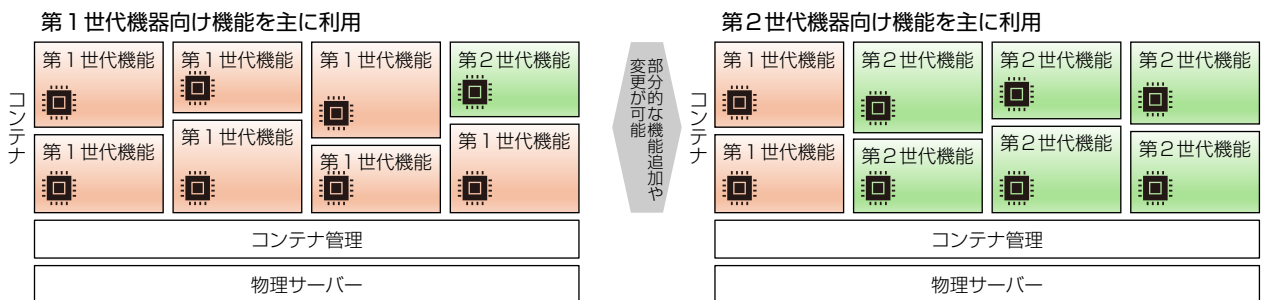 第1世代機器向け機能を主に利用
コンテナ
第1世代機能
第1世代機能
第1世代機能
第2世代機能
第1世代機能
第1世代機能
第1世代機能
第1世代機能
コンテナ管理
物理サーバー
部分的な機能追加や
変更が可能
第2世代機器向け機能を主に利用
コンテナ
第1世代機能
第2世代機能
第2世代機能
第2世代機能
第1世代機能
第2世代機能
第2世代機能
第2世代機能
コンテナ管理
物理サーバー